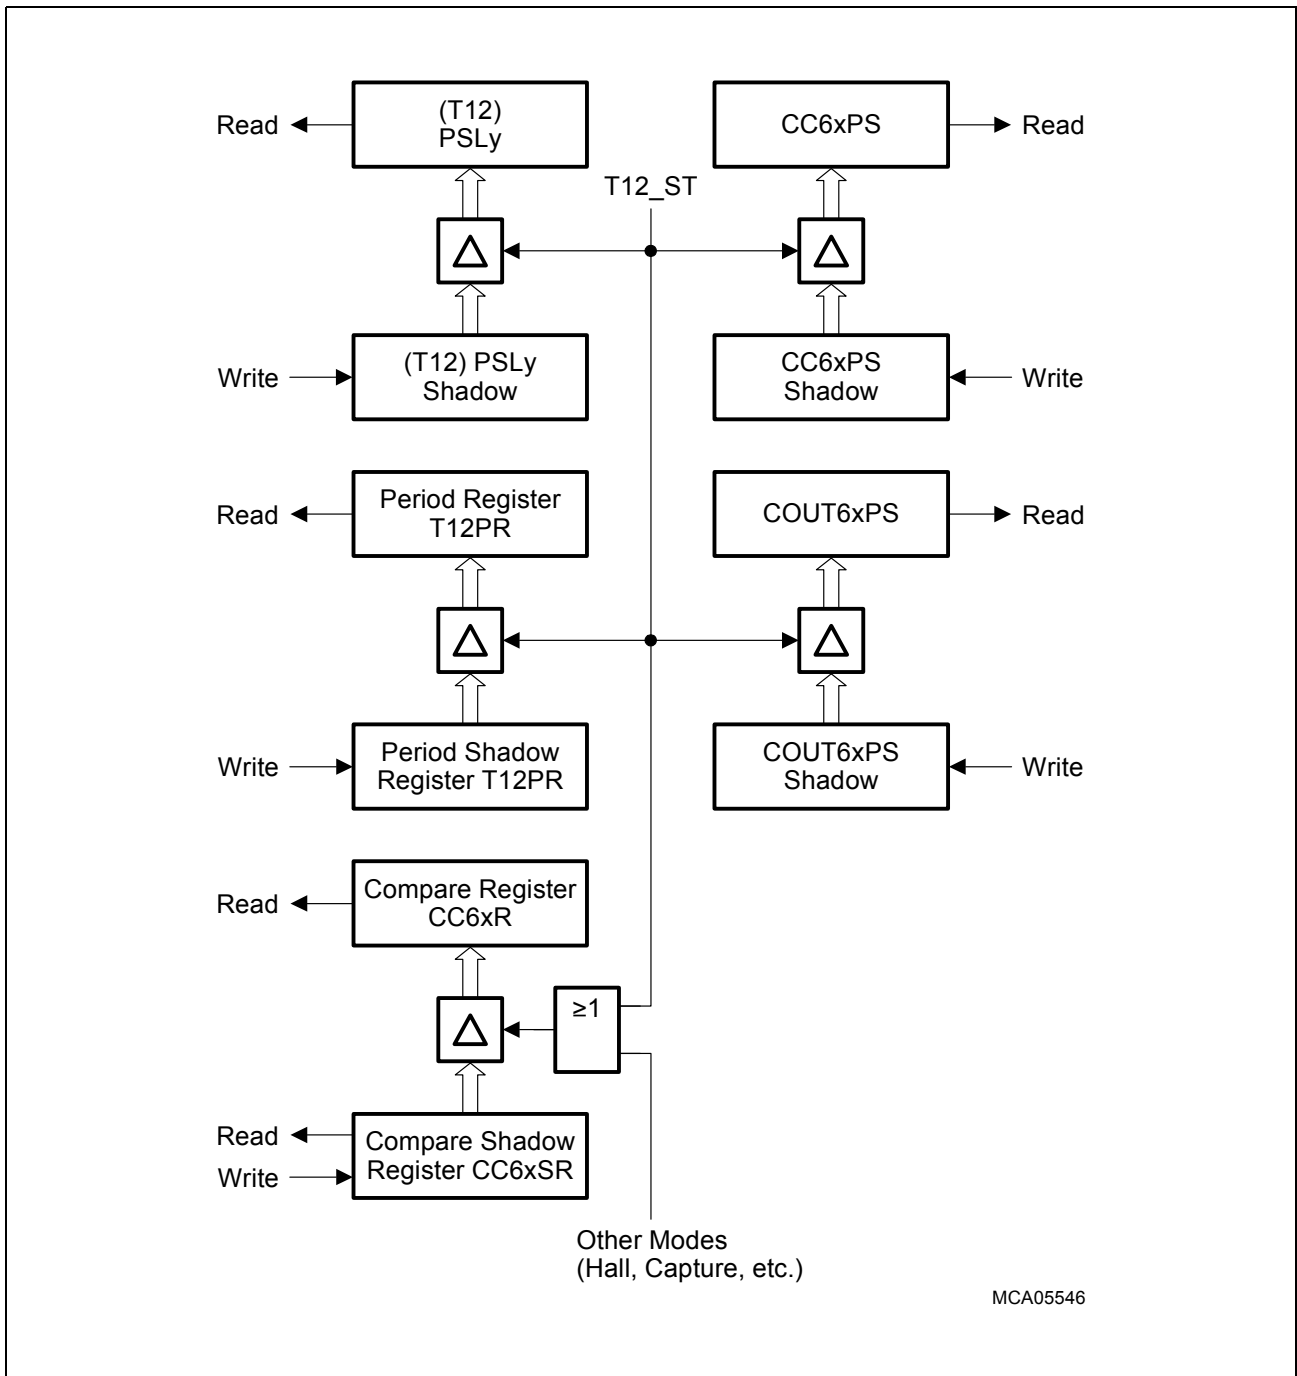 Read
(T12)
PSLy
CC6xPS
Read
T12_ST
Write
(T12) PSLy
Shadow
CC6xPS
Shadow
Write
Read
Period Register
T12PR
COUT6xPS
Read
Write
Period Shadow
Register T12PR
COUT6xPS
Shadow
Write
Read
Compare Register
CC6xR
≥1
Read
Write
Compare Shadow
Register CC6xSR
Other Modes
(Hall, Capture, etc.)
MCA05546